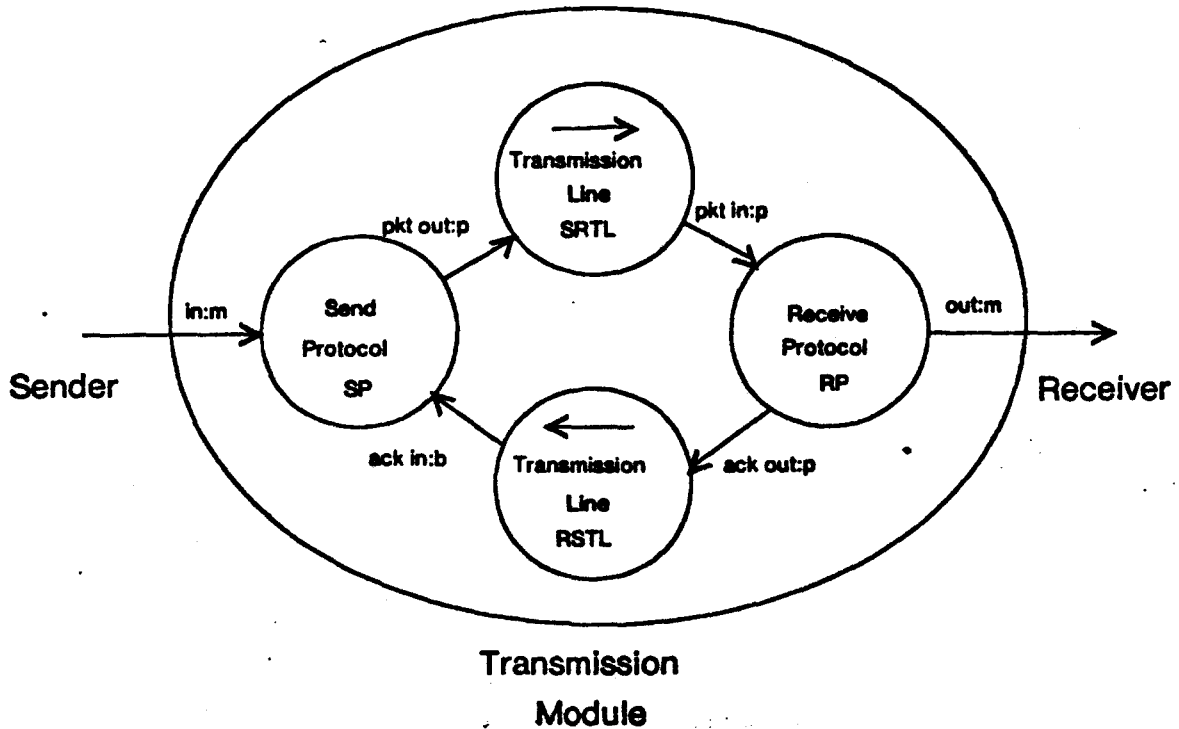 Transmission
Line
SRTL
pkt out:p
pkt in:p
in:m
Send
Protocol
SP
Receive
Protocol
RP
out:m
Sender
Receiver
ack in:b
Transmission
Line
RSTL
ack out:p
Transmission
Module